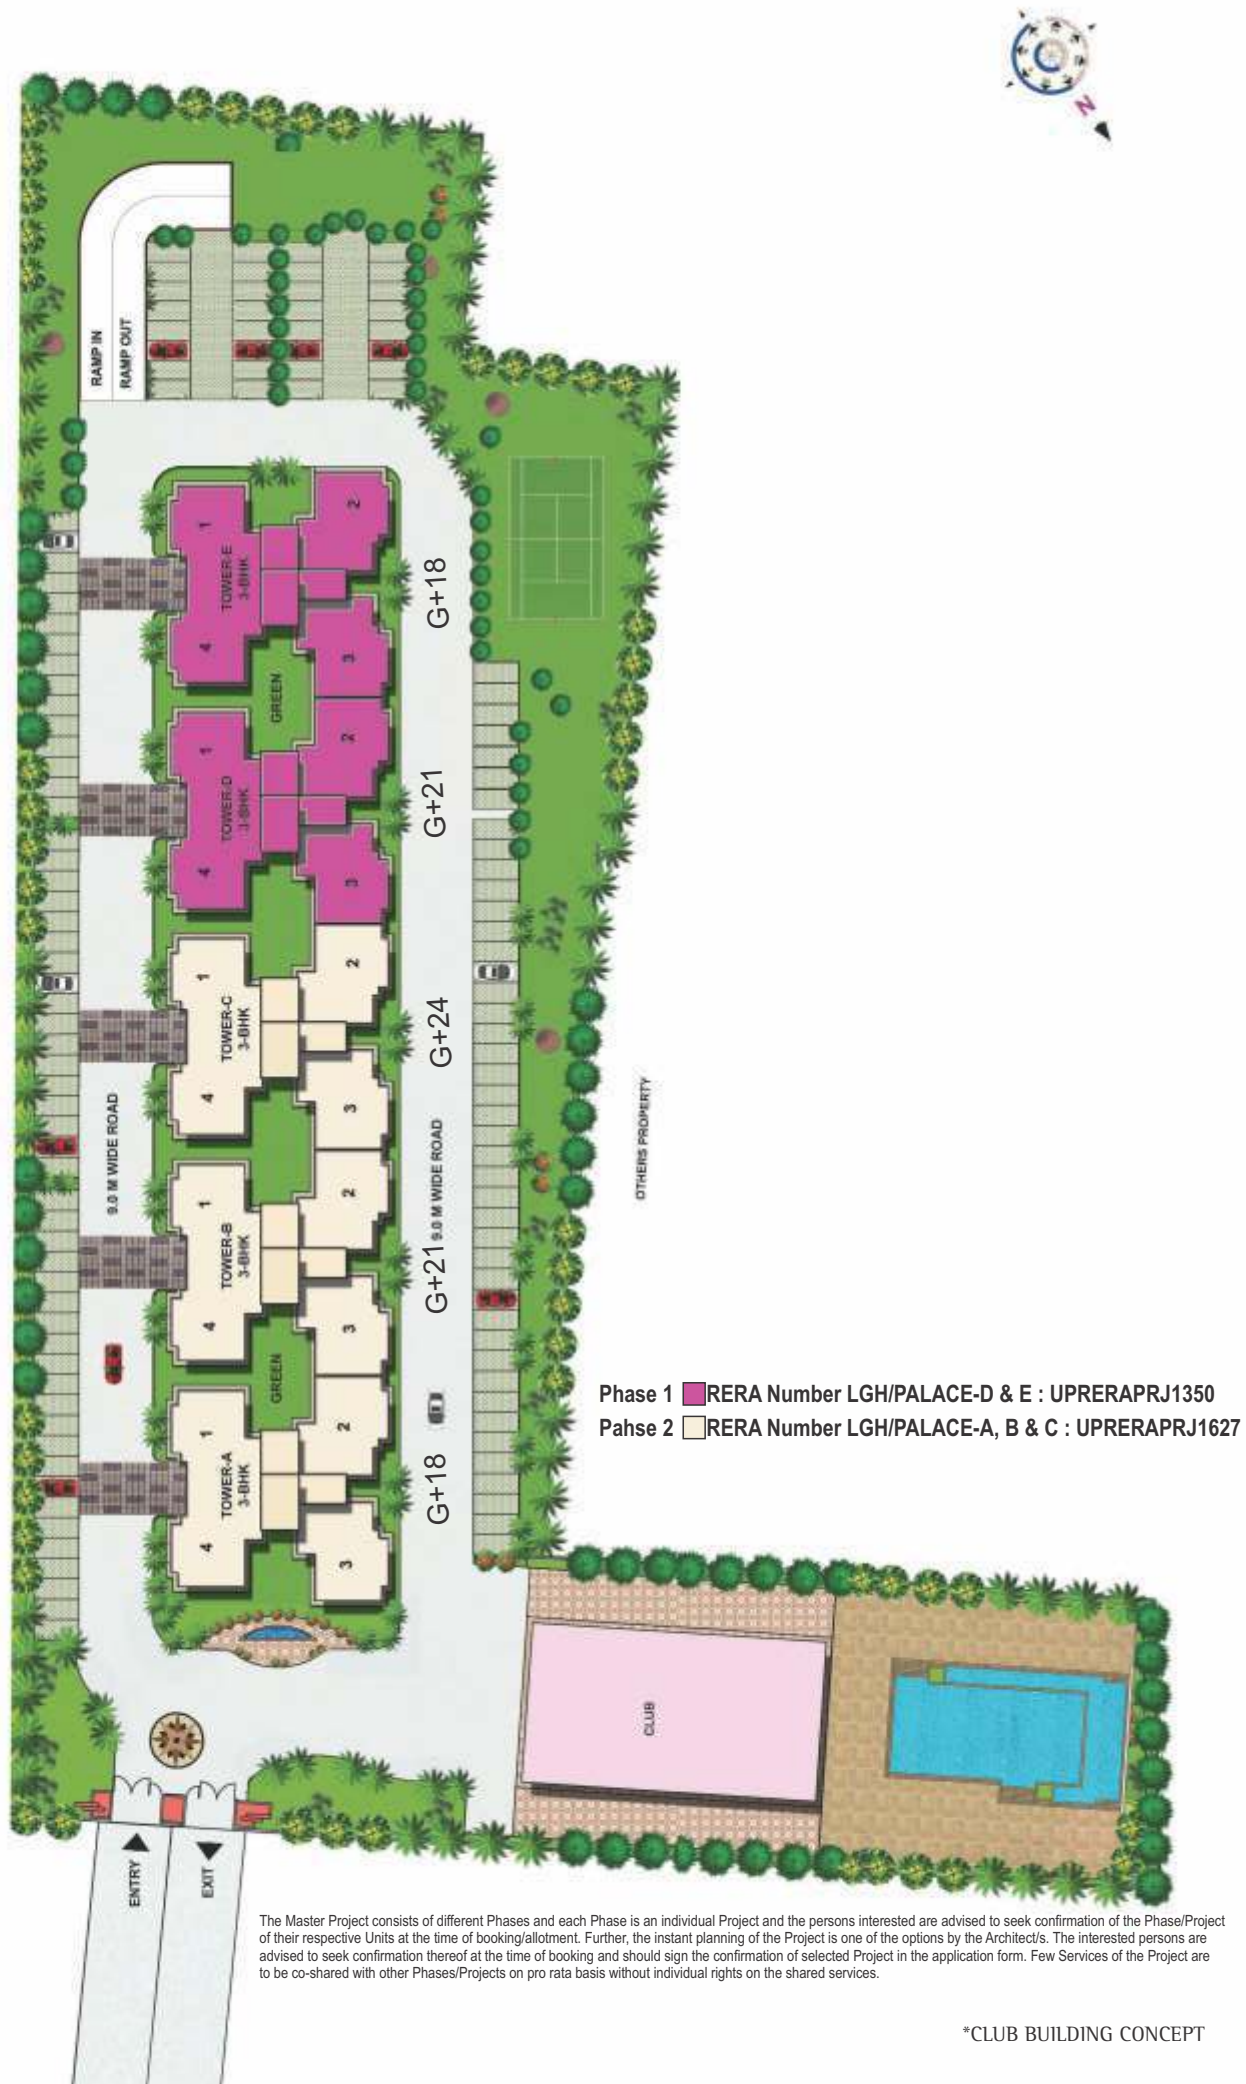 N
RAMP IN
RAMP OUT
1
2
TOWER-E
3-BHK
G+18
4
3
GREEN
1
2
TOWER-D
3-BHK
G+21
4
3
1
2
TOWER-C
3-BHK
G+24
4
3
9.0 M WIDE ROAD
9.0 M WIDE ROAD
OTHERS PROPERTY
1
2
TOWER-B
3-BHK
G+21
4
3
GREEN
Phase 1 RERA Number LGH/PALACE-D & E : UPRERAPRJ1350
Pahse 2 RERA Number LGH/PALACE-A, B & C : UPRERAPRJ1627
1
2
TOWER-A
3-BHK
G+18
4
3
CLUB
ENTRY
EXIT
The Master Project consists of different Phases and each Phase is an individual Project and the persons interested are advised to seek confirmation of the Phase/Project
of their respective Units at the time of booking/allotment. Further, the instant planning of the Project is one of the options by the Architect/s. The interested persons are
advised to seek confirmation thereof at the time of booking and should sign the confirmation of selected Project in the application form. Few Services of the Project are
to be co-shared with other Phases/Projects on pro rata basis without individual rights on the shared services.
*CLUB BUILDING CONCEPT